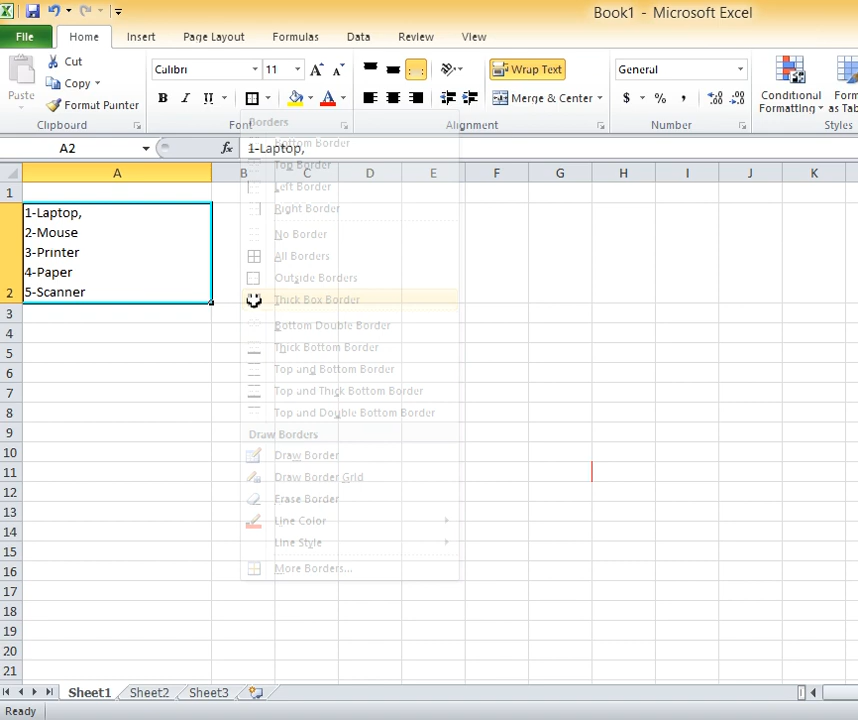 Book1 - Microsoft Excel
File Home Insert Page Layout Formulas Data Review View
Cut
Copy
Format Painter
Paste
Calibri 11
B I U A
Wrap Text
Merge & Center
General
$ % ,
Conditional
Formatting
Form
as Tab
Clipboard Font Alignment Number Styles
A2 fx 1-Laptop,
A B C D E F G H I J K
1
2
3
4
5
6
7
8
9
10
11
12
13
14
15
16
17
18
19
20
21
1-Laptop,
2-Mouse
3-Printer
4-Paper
5-Scanner
Borders
Bottom Border
Top Border
Left Border
Right Border
No Border
All Borders
Outside Borders
Thick Box Border
Bottom Double Border
Thick Bottom Border
Top and Bottom Border
Top and Thick Bottom Border
Top and Double Bottom Border
Draw Borders
Draw Border
Draw Border Grid
Erase Border
Line Color
Line Style
More Borders...
Sheet1 Sheet2 Sheet3
Ready